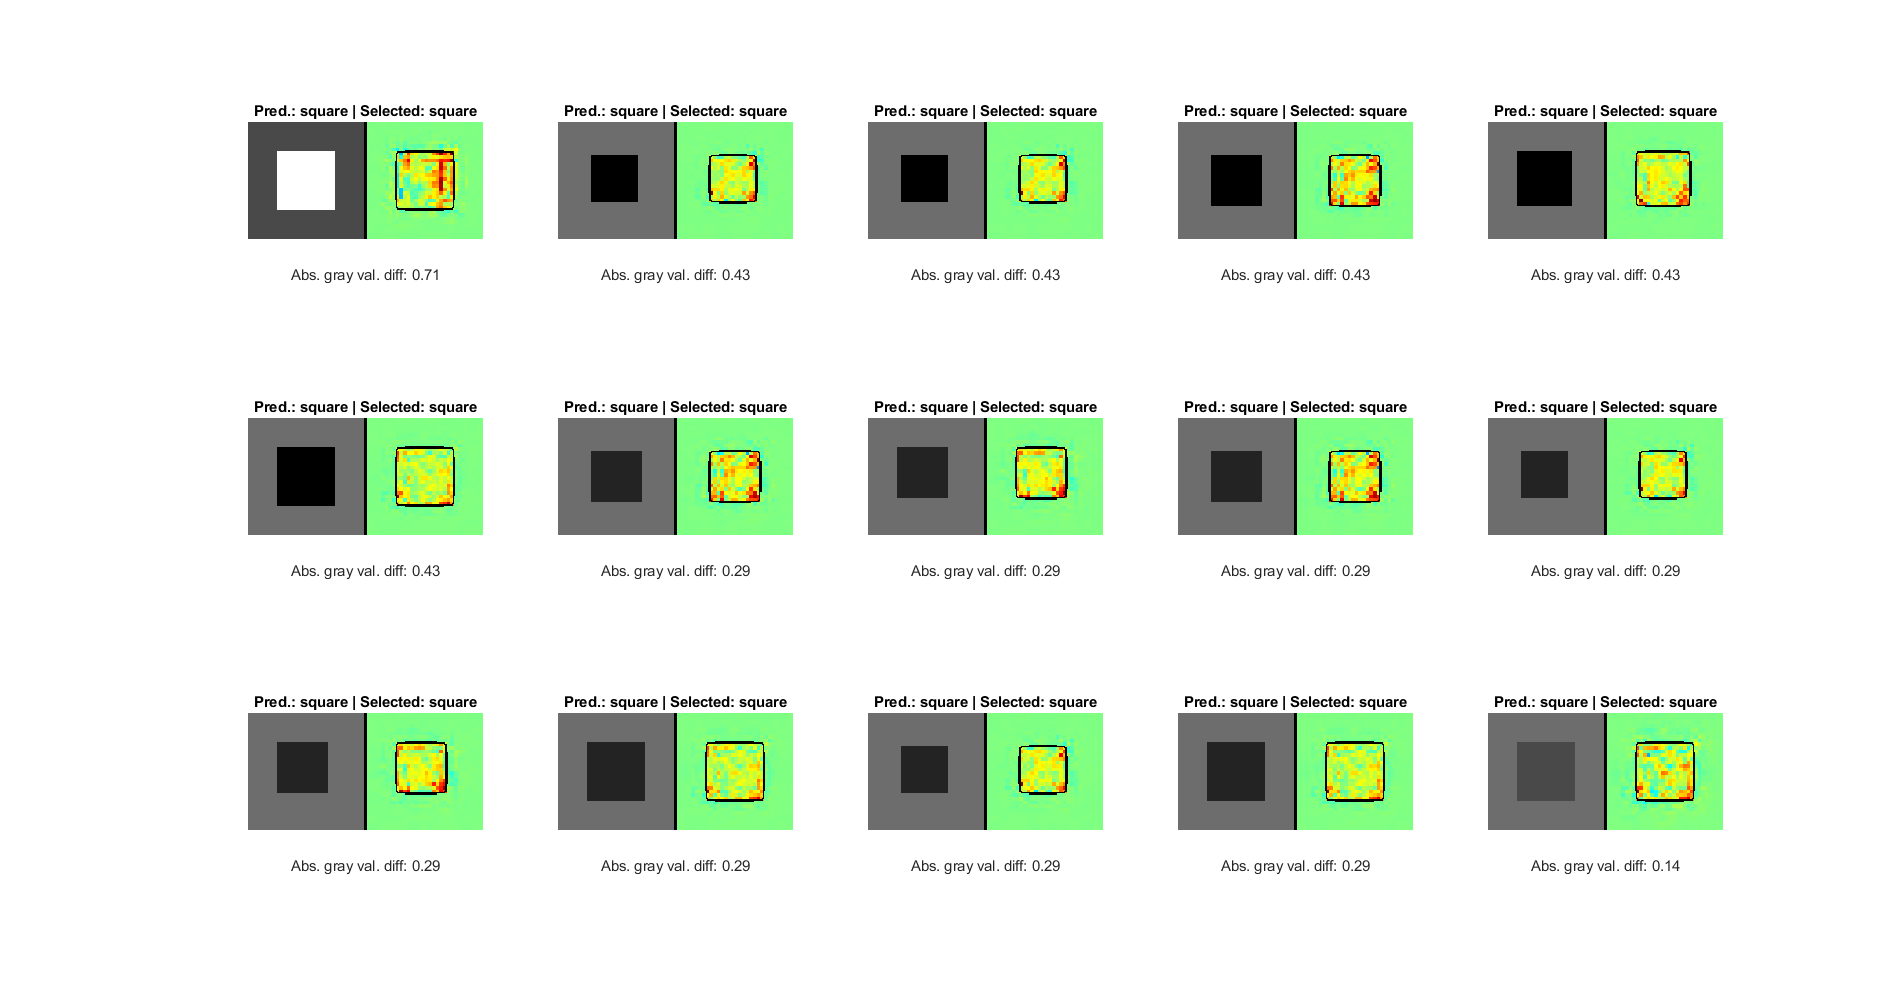 Pred.: square | Selected: square
Pred.: square | Selected: square
Pred.: square | Selected: square
Pred.: square | Selected: square
Pred.: square | Selected: square
Abs. gray val. diff: 0.71
Abs. gray val. diff: 0.43
Abs. gray val. diff: 0.43
Abs. gray val. diff: 0.43
Abs. gray val. diff: 0.43
Pred.: square | Selected: square
Pred.: square | Selected: square
Pred.: square | Selected: square
Pred.: square | Selected: square
Pred.: square | Selected: square
Abs. gray val. diff: 0.43
Abs. gray val. diff: 0.29
Abs. gray val. diff: 0.29
Abs. gray val. diff: 0.29
Abs. gray val. diff: 0.29
Pred.: square | Selected: square
Pred.: square | Selected: square
Pred.: square | Selected: square
Pred.: square | Selected: square
Pred.: square | Selected: square
Abs. gray val. diff: 0.29
Abs. gray val. diff: 0.29
Abs. gray val. diff: 0.29
Abs. gray val. diff: 0.29
Abs. gray val. diff: 0.14